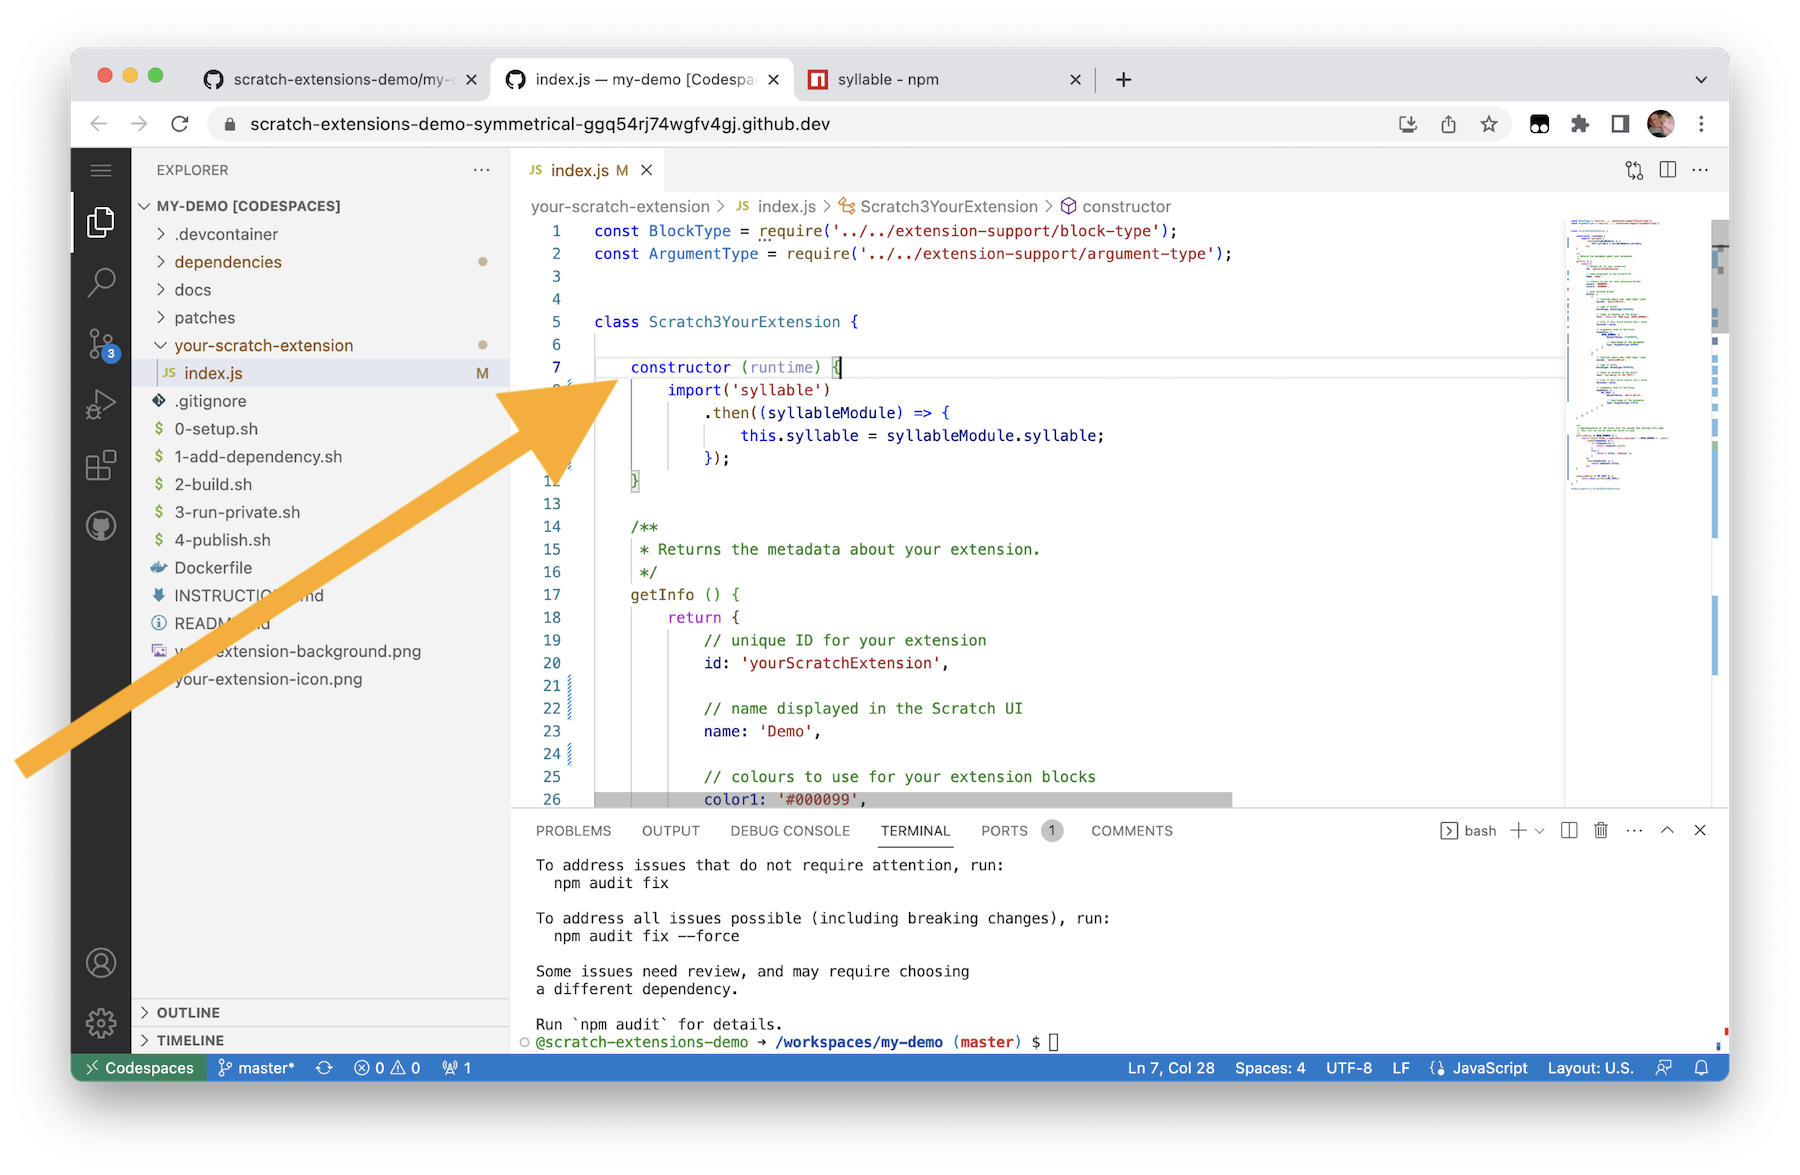 scratch-extensions-demo/my-
index.js — my-demo [Codespa
syllable - npm
scratch-extensions-demo-symmetrical-ggq54rj74wgfv4gj.github.dev
EXPLORER
MY-DEMO [CODESPACES]
.devcontainer
dependencies
docs
patches
your-scratch-extension
JS index.js M
.gitignore
$ 0-setup.sh
$ 1-add-dependency.sh
$ 2-build.sh
$ 3-run-private.sh
$ 4-publish.sh
Dockerfile
your-extension-icon.png
OUTLINE
TIMELINE
3
JS index.js M
your-scratch-extension > JS index.js > Scratch3YourExtension > constructor
1 const BlockType = require('../../extension-support/block-type');
2 const ArgumentType = require('../../extension-support/argument-type');
3
4
5 class Scratch3YourExtension {
6
7 constructor (runtime) {
import('syllable')
.then((syllableModule) => {
this.syllable = syllableModule.syllable;
});
12 }
13
14 /**
15 * Returns the metadata about your extension.
16 */
17 getInfo () {
18 return {
19 // unique ID for your extension
20 id: 'yourScratchExtension',
21
22 // name displayed in the Scratch UI
23 name: 'Demo',
24
25 // colours to use for your extension blocks
26 color1: '#000099',
PROBLEMS OUTPUT DEBUG CONSOLE TERMINAL PORTS 1 COMMENTS
bash
To address issues that do not require attention, run:
npm audit fix
To address all issues possible (including breaking changes), run:
npm audit fix --force
Some issues need review, and may require choosing
a different dependency.
Run `npm audit` for details.
@scratch-extensions-demo → /workspaces/my-demo (master) $
Codespaces master* 0 0 1
Ln 7, Col 28 Spaces: 4 UTF-8 LF JavaScript Layout: U.S.